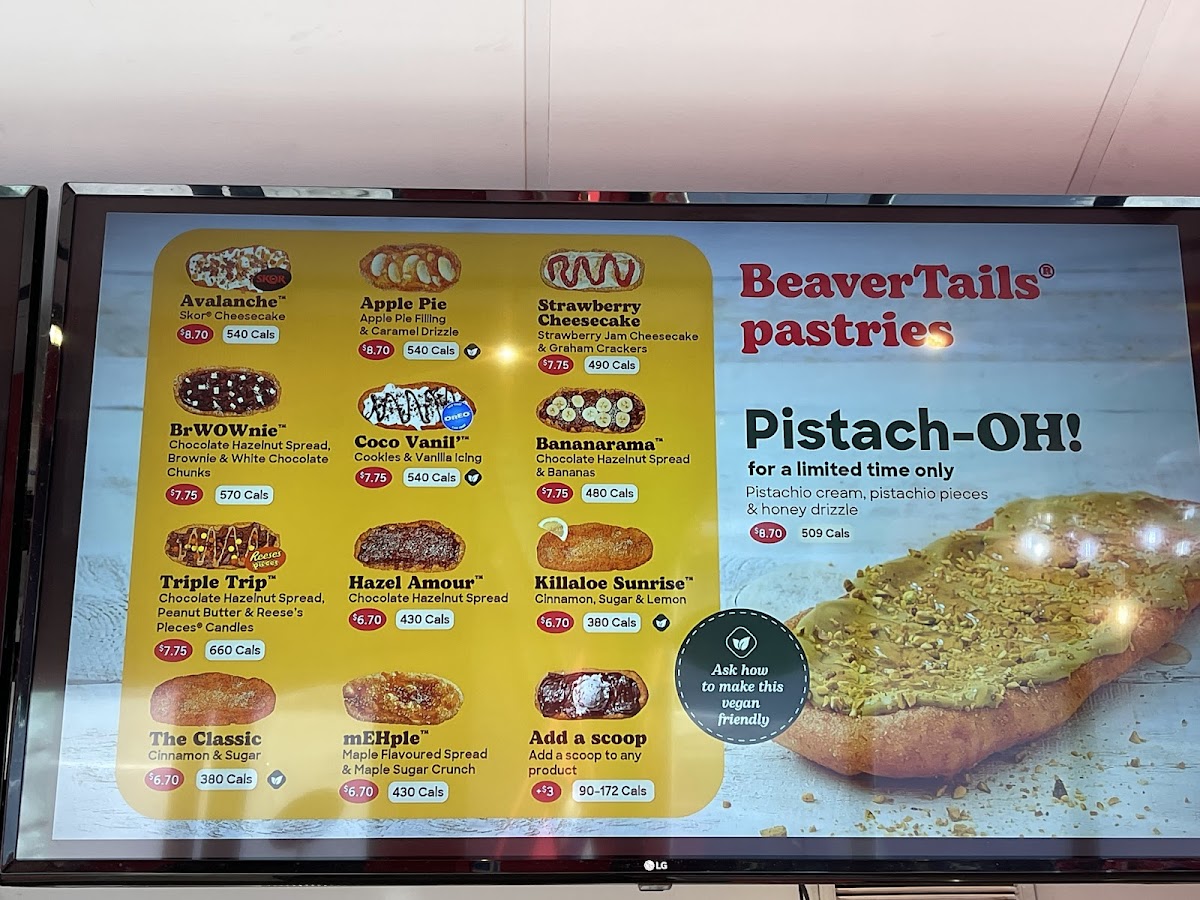 SKOR
Avalanche™
Skor® Cheesecake
$8.70 540 Cals
Apple Pie
Apple Pie Filling
& Caramel Drizzle
$8.70 540 Cals
Strawberry
Cheesecake
Strawberry Jam Cheesecake
& Graham Crackers
$7.75 490 Cals
BrWOWnie™
Chocolate Hazelnut Spread,
Brownie & White Chocolate
Chunks
$7.75 570 Cals
OREO
Coco Vanil'™
Cookies & Vanilla Icing
$7.75 540 Cals
Bananarama™
Chocolate Hazelnut Spread
& Bananas
$7.75 480 Cals
Reese's
Pieces
Triple Trip™
Chocolate Hazelnut Spread,
Peanut Butter & Reese's
Pieces® Candies
$7.75 660 Cals
Hazel Amour™
Chocolate Hazelnut Spread
$6.70 430 Cals
Killaloe Sunrise™
Cinnamon, Sugar & Lemon
$6.70 380 Cals
The Classic
Cinnamon & Sugar
$6.70 380 Cals
mEHple™
Maple Flavoured Spread
& Maple Sugar Crunch
$6.70 430 Cals
Add a scoop
Add a scoop to any
product
+$3 90-172 Cals
BeaverTails®
pastries
Pistach-OH!
for a limited time only
Pistachio cream, pistachio pieces
& honey drizzle
$8.70 509 Cals
Ask how
to make this
vegan
friendly
LG